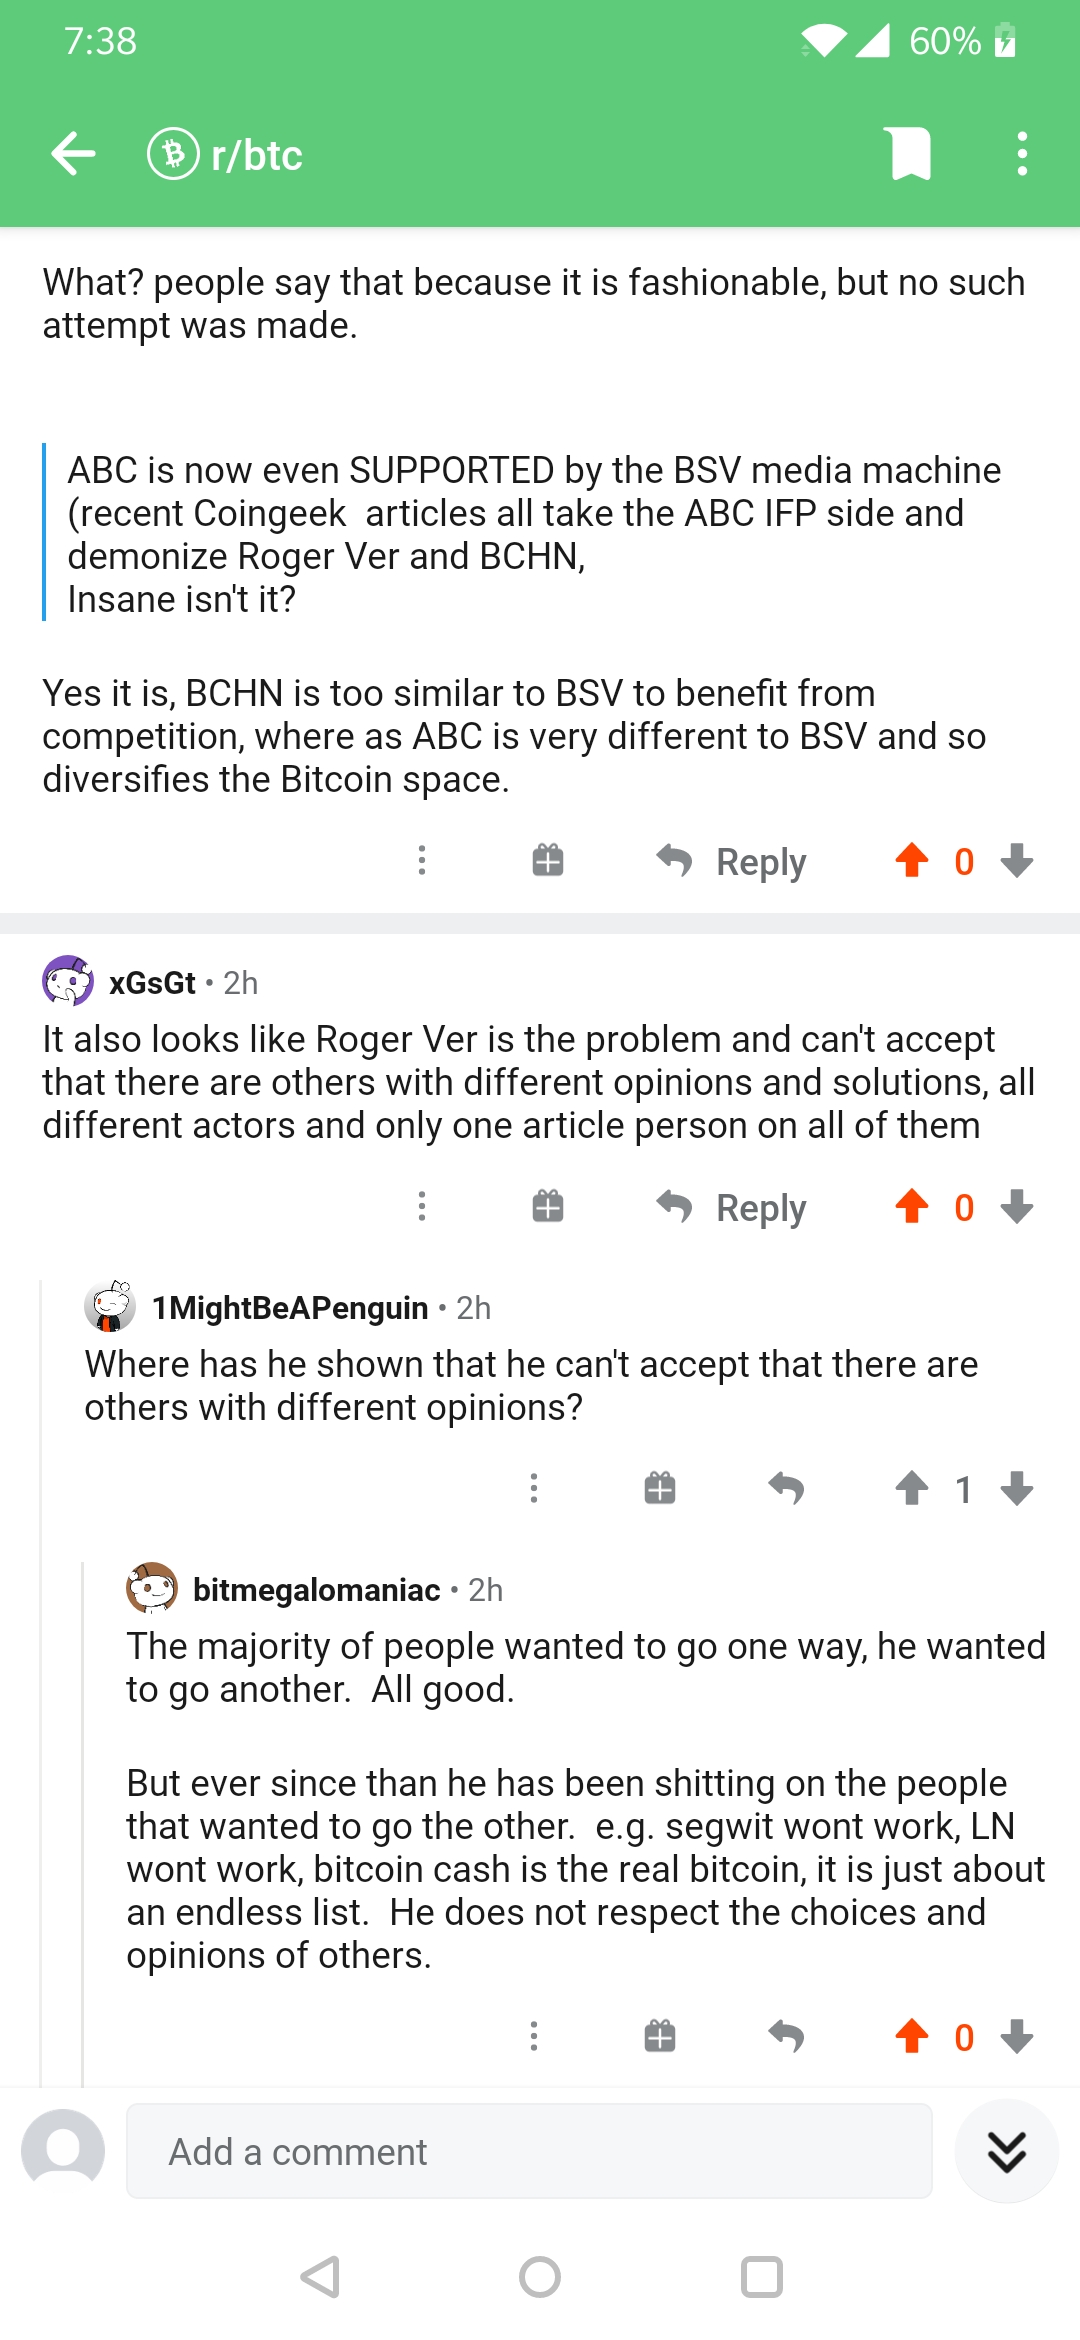 7:38
60%
r/btc
What? people say that because it is fashionable, but no such
attempt was made.
ABC is now even SUPPORTED by the BSV media machine
(recent Coingeek  articles all take the ABC IFP side and
demonize Roger Ver and BCHN,
Insane isn't it?
Yes it is, BCHN is too similar to BSV to benefit from
competition, where as ABC is very different to BSV and so
diversifies the Bitcoin space.
Reply
0
xGsGt • 2h
It also looks like Roger Ver is the problem and can't accept
that there are others with different opinions and solutions, all
different actors and only one article person on all of them
Reply
0
1MightBeAPenguin • 2h
Where has he shown that he can't accept that there are
others with different opinions?
1
bitmegalomaniac • 2h
The majority of people wanted to go one way, he wanted
to go another.  All good.
But ever since than he has been shitting on the people
that wanted to go the other.  e.g. segwit wont work, LN
wont work, bitcoin cash is the real bitcoin, it is just about
an endless list.  He does not respect the choices and
opinions of others.
0
Add a comment